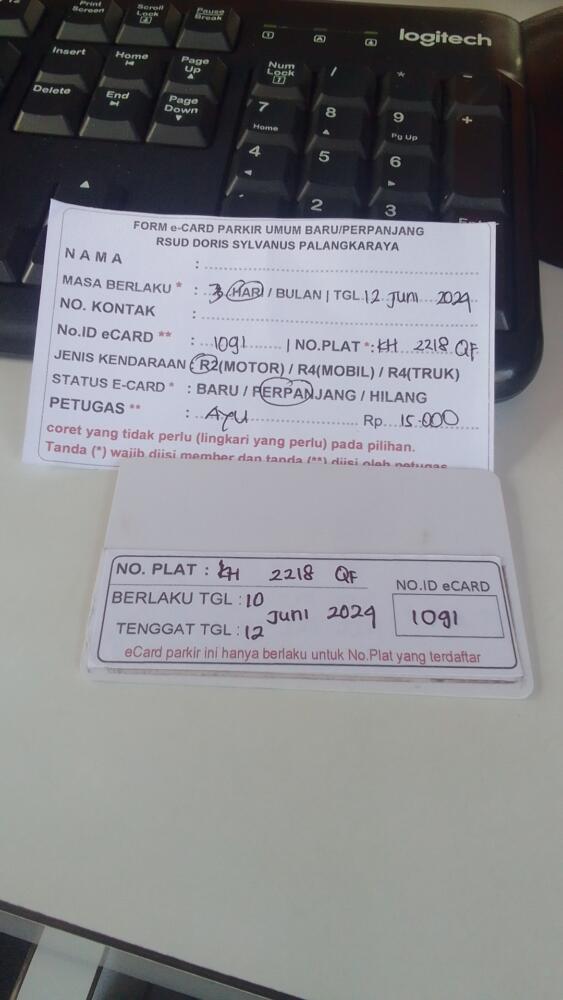 Print Screen
Scroll Lock
Pause Break
logitech
Insert
Home
Page Up
Num Lock
/
*
-
Delete
End
Page Down
7
Home
8
9
Pg Up
+
4
5
6
2
3
FORM e-CARD PARKIR UMUM BARU/PERPANJANG
RSUD DORIS SYLVANUS PALANGKARAYA
NAMA :
MASA BERLAKU * : 3 HARI / BULAN | TGL 12 Juni 2024
NO. KONTAK :
No.ID eCARD ** : 1091 | NO.PLAT *: KH 2218 QF
JENIS KENDARAAN : R2(MOTOR) / R4(MOBIL) / R4(TRUK)
STATUS E-CARD * : BARU / PERPANJANG / HILANG
PETUGAS ** : Ayu Rp 15.000
coret yang tidak perlu (lingkari yang perlu) pada pilihan.
Tanda (*) wajib diisi member dan tanda (**) diisi oleh petugas
NO. PLAT : KH 2218 QF
NO.ID eCARD
BERLAKU TGL : 10 Juni 2024
1091
TENGGAT TGL : 12
eCard parkir ini hanya berlaku untuk No.Plat yang terdaftar